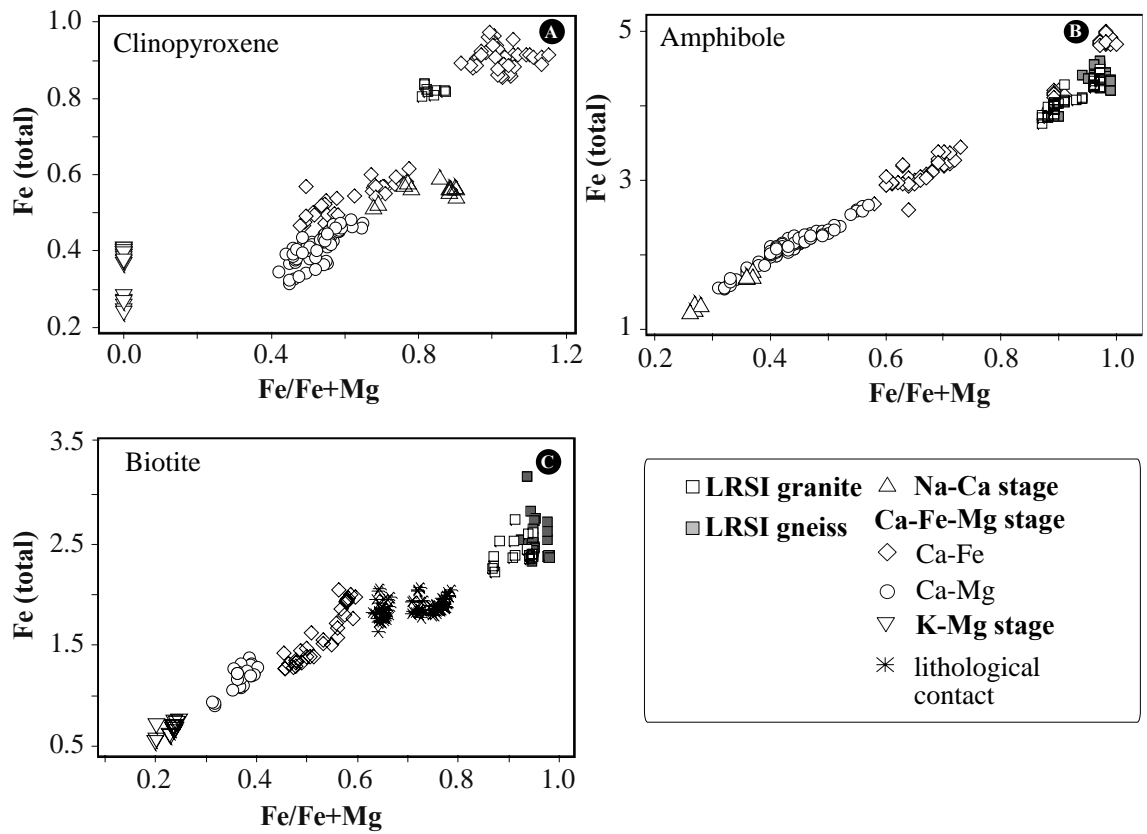 Clinopyroxene
A
Fe (total)
1.0
0.8
0.6
0.4
0.2
0.0
0.4
0.8
1.2
Fe/Fe+Mg
Amphibole
B
Fe (total)
5
3
1
0.2
0.4
0.6
0.8
1.0
Fe/Fe+Mg
Biotite
C
Fe (total)
3.5
2.5
1.5
0.5
0.2
0.4
0.6
0.8
1.0
Fe/Fe+Mg
LRSI granite
LRSI gneiss
Na-Ca stage
Ca-Fe-Mg stage
Ca-Fe
Ca-Mg
K-Mg stage
lithological
contact